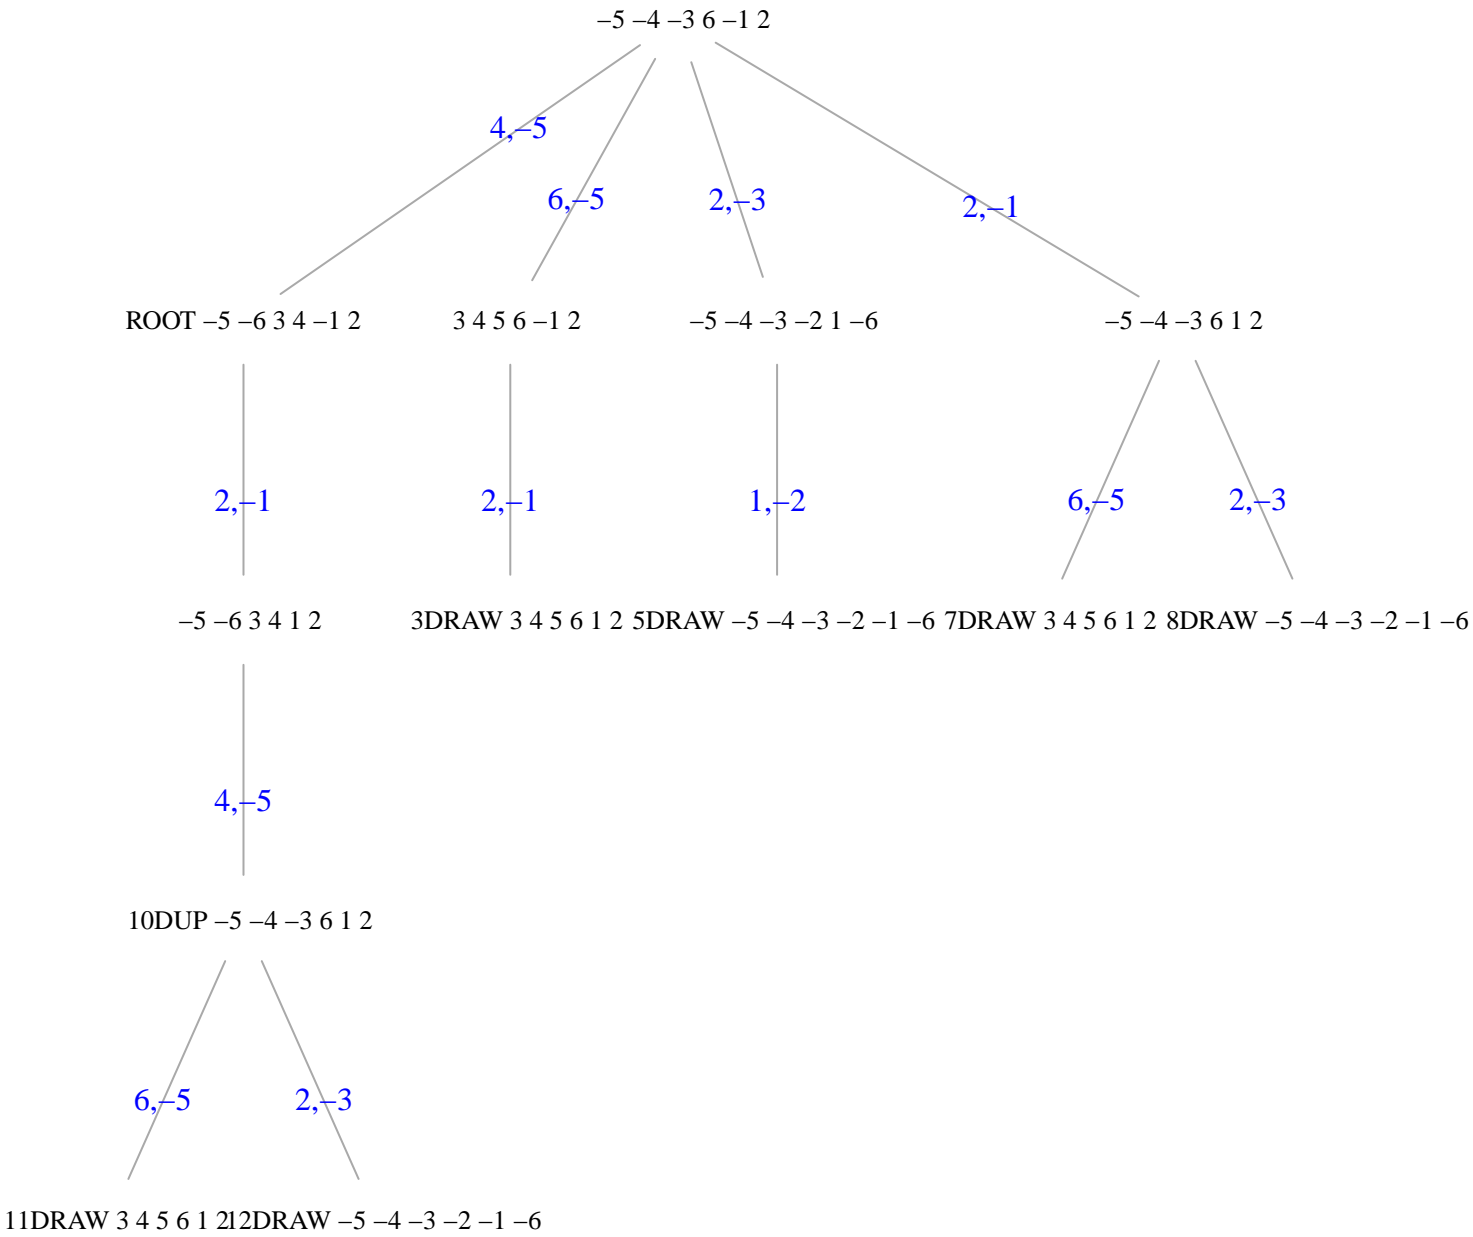 –5 –4 –3 6 –1 2
4,–5
6,–5
2,–3
2,–1
ROOT –5 –6 3 4 –1 2
3 4 5 6 –1 2
–5 –4 –3 –2 1 –6
–5 –4 –3 6 1 2
2,–1
2,–1
1,–2
6,–5
2,–3
–5 –6 3 4 1 2
3DRAW 3 4 5 6 1 2
5DRAW –5 –4 –3 –2 –1 –6
7DRAW 3 4 5 6 1 2
8DRAW –5 –4 –3 –2 –1 –6
4,–5
10DUP –5 –4 –3 6 1 2
6,–5
2,–3
11DRAW 3 4 5 6 1 2
12DRAW –5 –4 –3 –2 –1 –6